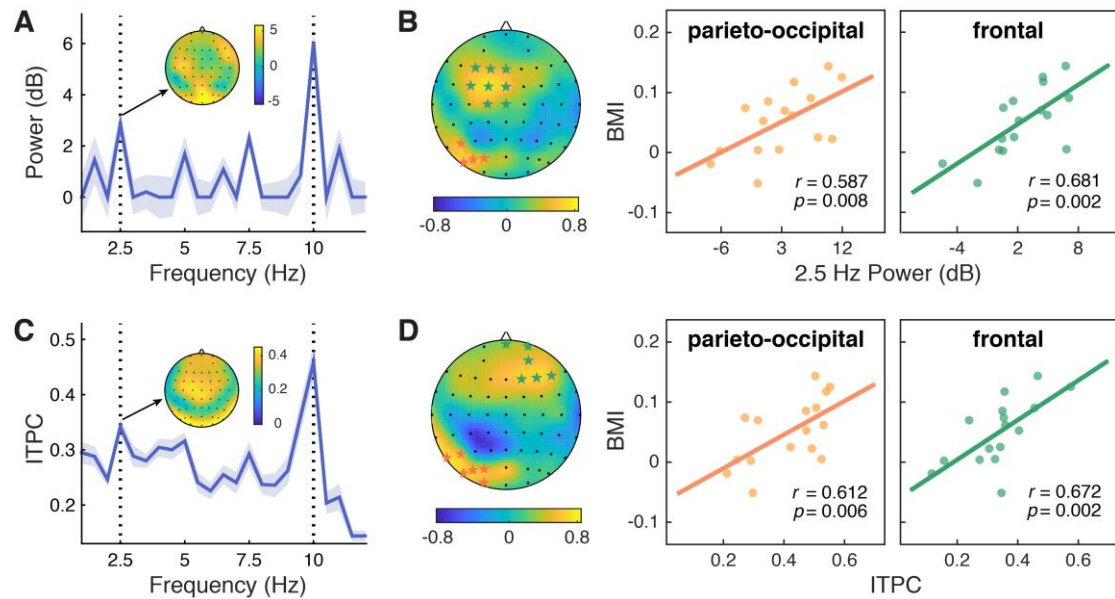 A
Power (dB)
6
4
2
0
2.5
5
7.5
10
Frequency (Hz)
5
0
-5
B
-0.8
0
0.8
BMI
0.2
0.1
0
-0.1
parieto-occipital
r = 0.587
p = 0.008
-6
3
12
frontal
r = 0.681
p = 0.002
-4
2
8
2.5 Hz Power (dB)
C
ITPC
0.5
0.4
0.3
0.2
2.5
5
7.5
10
Frequency (Hz)
0.4
0.2
0
D
-0.8
0
0.8
BMI
0.2
0.1
0
-0.1
parieto-occipital
r = 0.612
p = 0.006
0.2
0.4
0.6
frontal
r = 0.672
p = 0.002
0.2
0.4
0.6
ITPC